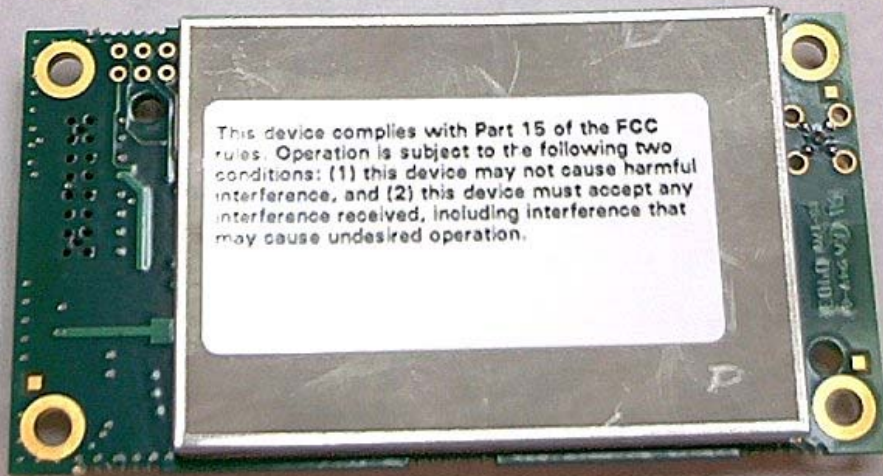 This device complies with Part 15 of the FCC
rules. Operation is subject to the following two
conditions: (1) this device may not cause harmful
interference, and (2) this device must accept any
interference received, including interference that
may cause undesired operation.
P